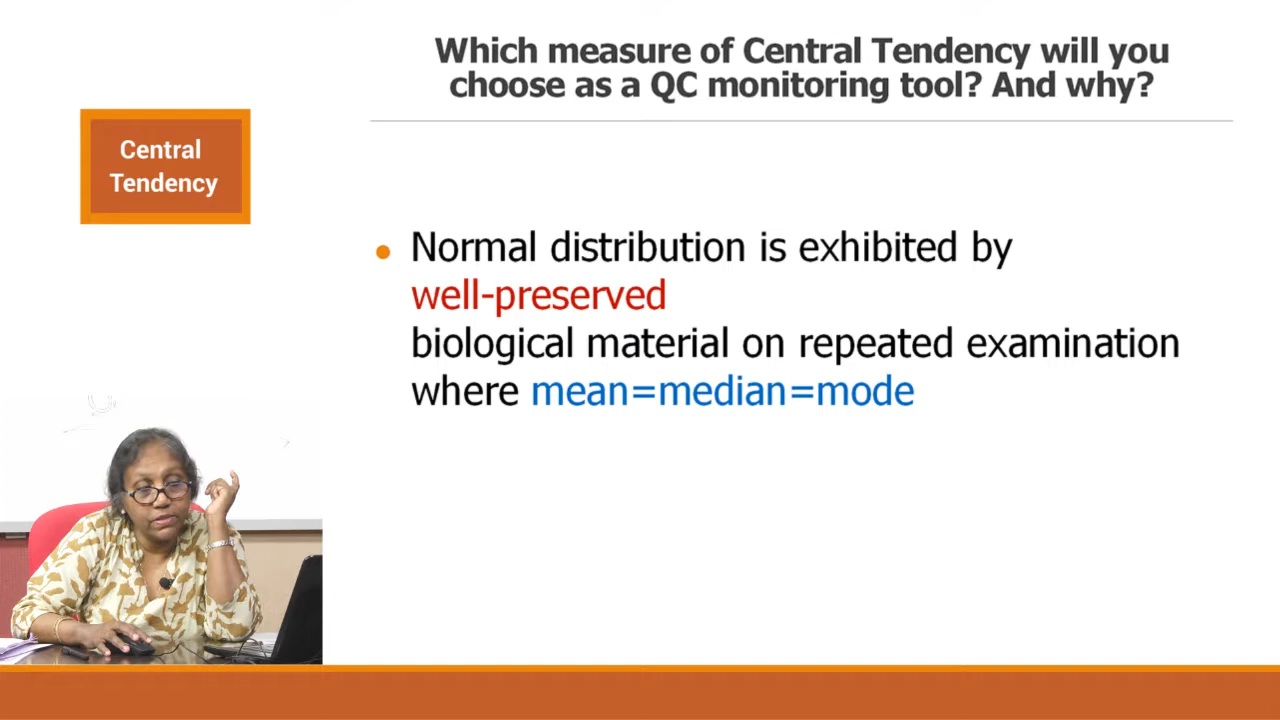 Which measure of Central Tendency will you
choose as a QC monitoring tool? And why?
Central
Tendency
• Normal distribution is exhibited by
well-preserved
biological material on repeated examination
where mean=median=mode